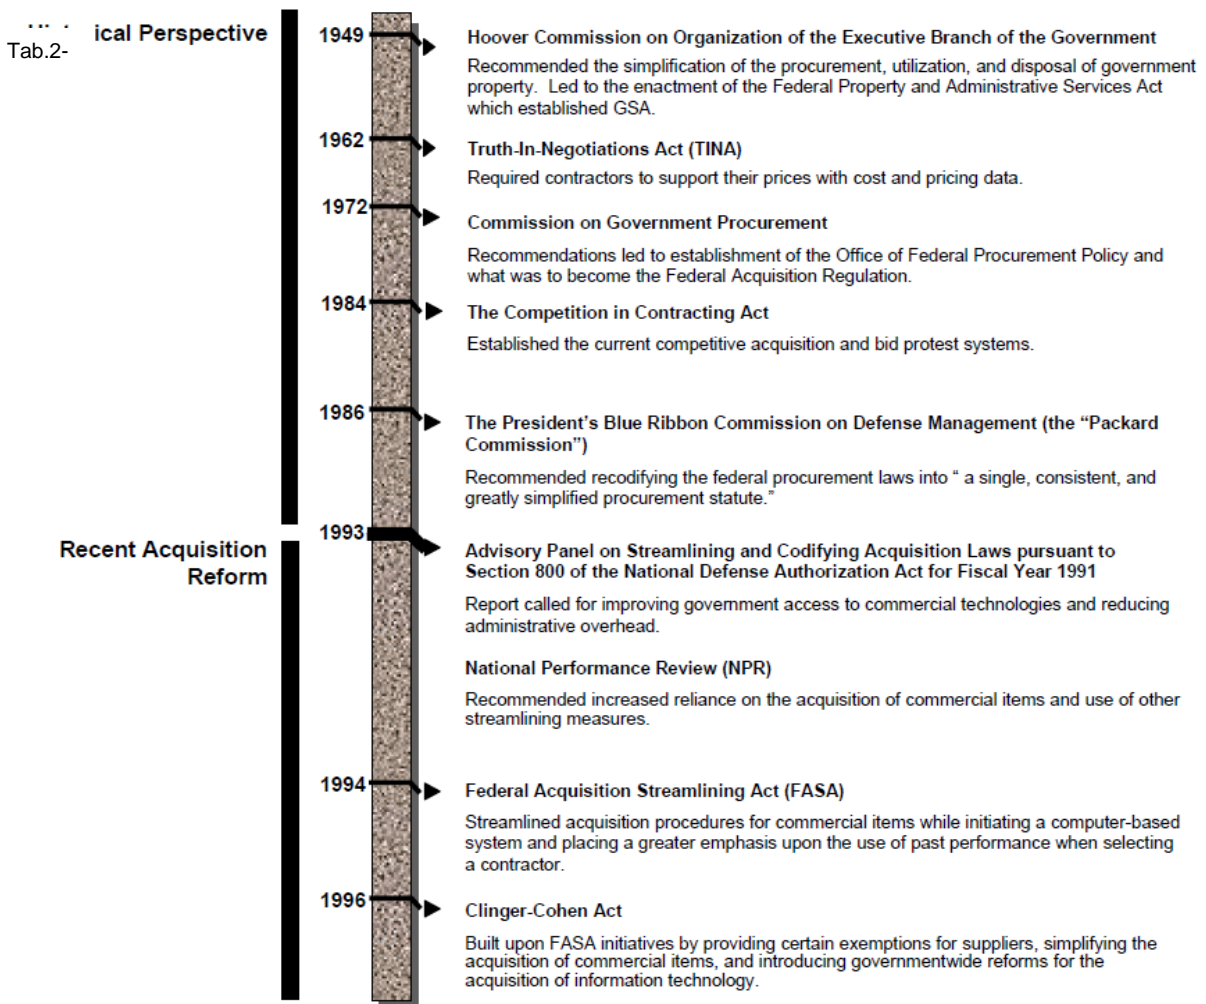 ical Perspective
Tab.2-
1949
Hoover Commission on Organization of the Executive Branch of the Government
Recommended the simplification of the procurement, utilization, and disposal of government
property. Led to the enactment of the Federal Property and Administrative Services Act
which established GSA.
1962
Truth-In-Negotiations Act (TINA)
Required contractors to support their prices with cost and pricing data.
1972
Commission on Government Procurement
Recommendations led to establishment of the Office of Federal Procurement Policy and
what was to become the Federal Acquisition Regulation.
1984
The Competition in Contracting Act
Established the current competitive acquisition and bid protest systems.
1986
The President's Blue Ribbon Commission on Defense Management (the “Packard
Commission”)
Recommended recodifying the federal procurement laws into “ a single, consistent, and
greatly simplified procurement statute.”
Recent Acquisition
Reform
1993
Advisory Panel on Streamlining and Codifying Acquisition Laws pursuant to
Section 800 of the National Defense Authorization Act for Fiscal Year 1991
Report called for improving government access to commercial technologies and reducing
administrative overhead.
National Performance Review (NPR)
Recommended increased reliance on the acquisition of commercial items and use of other
streamlining measures.
1994
Federal Acquisition Streamlining Act (FASA)
Streamlined acquisition procedures for commercial items while initiating a computer-based
system and placing a greater emphasis upon the use of past performance when selecting
a contractor.
1996
Clinger-Cohen Act
Built upon FASA initiatives by providing certain exemptions for suppliers, simplifying the
acquisition of commercial items, and introducing governmentwide reforms for the
acquisition of information technology.